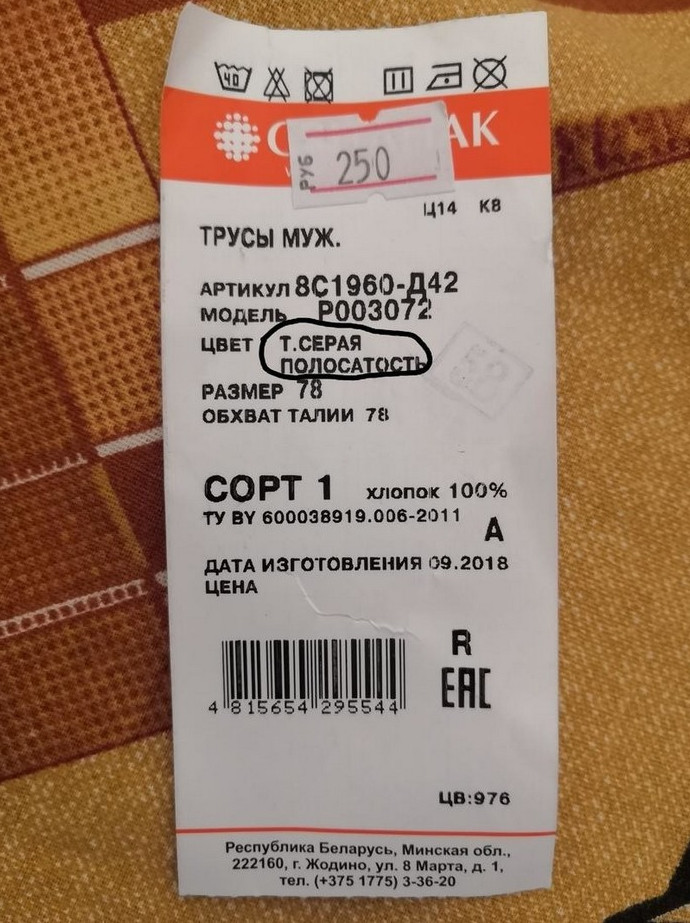 40
АК
РУБ 250
Ц14 К8
ТРУСЫ МУЖ.
АРТИКУЛ 8С1960-Д42
МОДЕЛЬ Р003072
ЦВЕТ Т.СЕРАЯ
ПОЛОСАТОСТЬ
РАЗМЕР 78
ОБХВАТ ТАЛИИ 78
СОРТ 1 ХЛОПОК 100%
ТУ BY 600038919.006-2011
А
ДАТА ИЗГОТОВЛЕНИЯ 09.2018
ЦЕНА
R
EAC
4 815654 295544
ЦВ:976
Республика Беларусь, Минская обл.,
222160, г. Жодино, ул. 8 Марта, д. 1,
тел. (+375 1775) 3-36-20